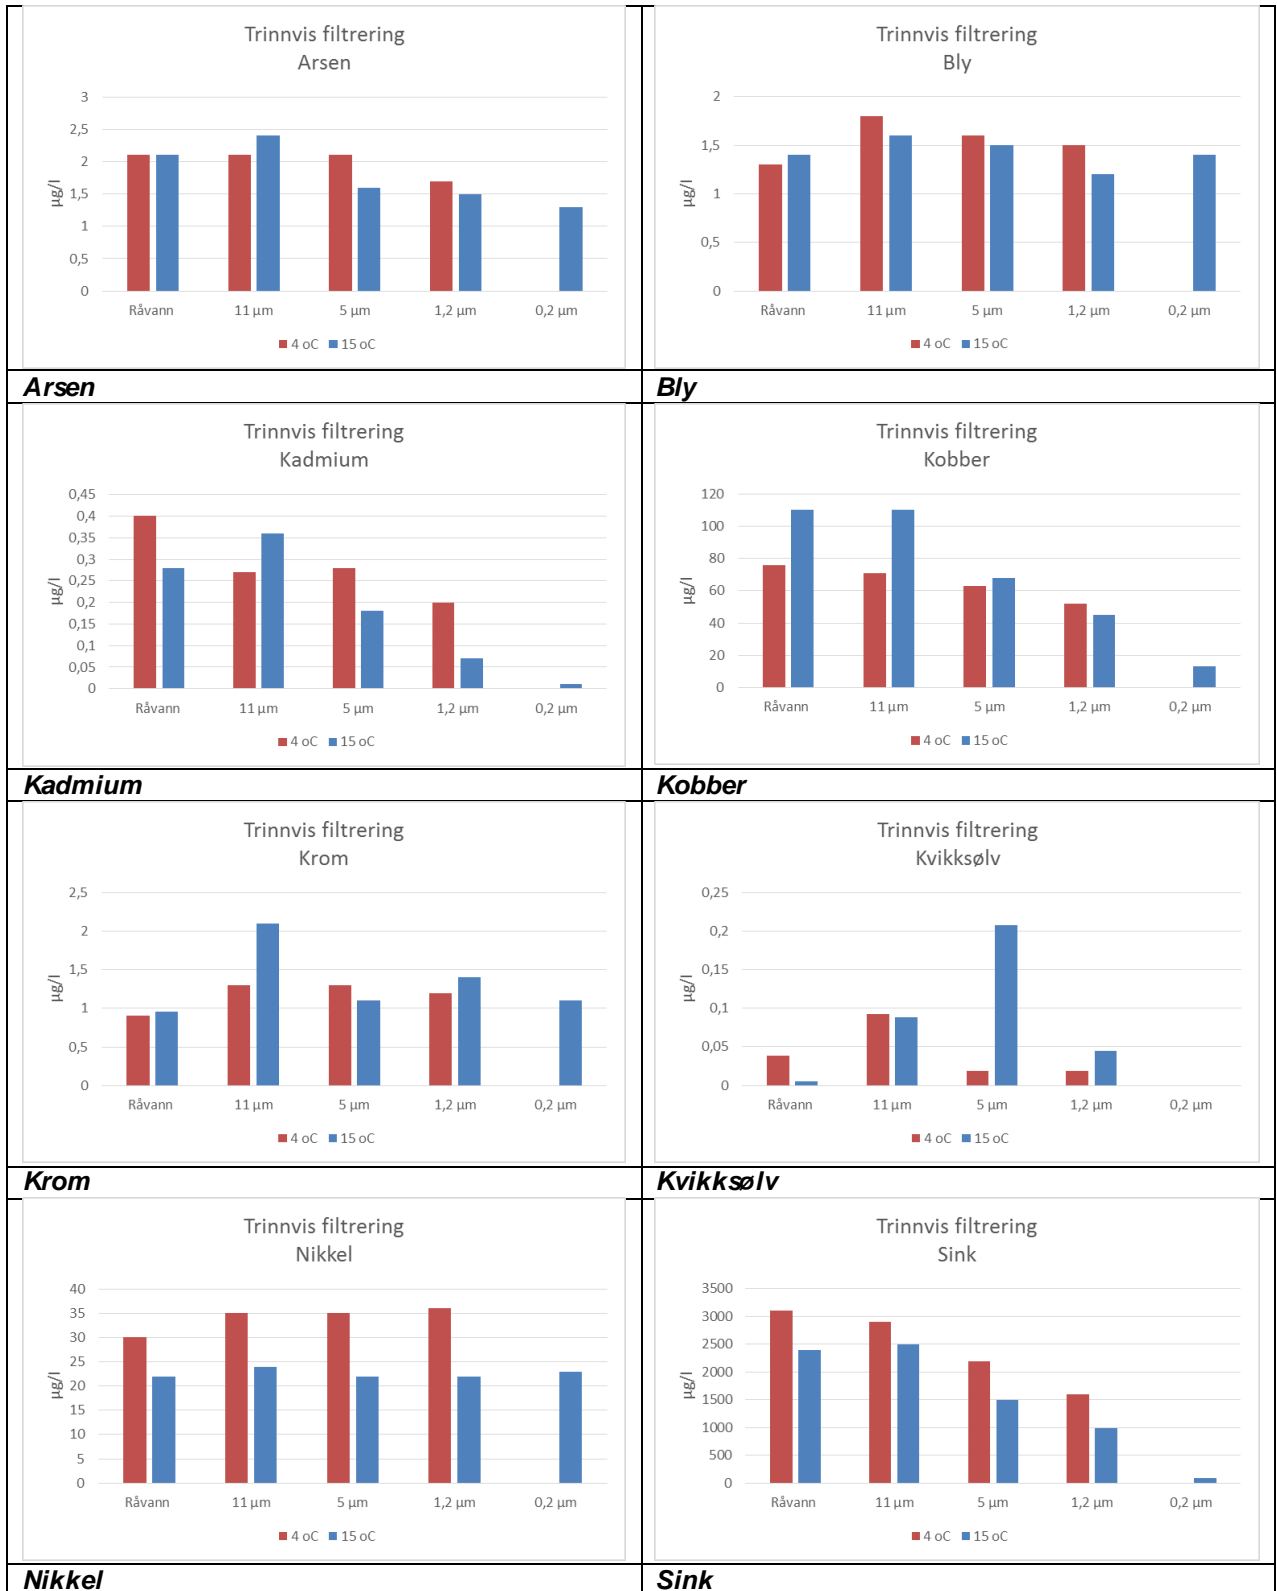 Trinnvis filtrering
Arsen
3
2,5
2
1,5
1
0,5
0
µg/l
Råvann 11 µm 5 µm 1,2 µm 0,2 µm
4 oC 15 oC
Arsen
Trinnvis filtrering
Bly
2
1,5
1
0,5
0
µg/l
Råvann 11 µm 5 µm 1,2 µm 0,2 µm
4 oC 15 oC
Bly
Trinnvis filtrering
Kadmium
0,45
0,4
0,35
0,3
0,25
0,2
0,15
0,1
0,05
0
µg/l
Råvann 11 µm 5 µm 1,2 µm 0,2 µm
4 oC 15 oC
Kadmium
Trinnvis filtrering
Kobber
120
100
80
60
40
20
0
µg/l
Råvann 11 µm 5 µm 1,2 µm 0,2 µm
4 oC 15 oC
Kobber
Trinnvis filtrering
Krom
2,5
2
1,5
1
0,5
0
µg/l
Råvann 11 µm 5 µm 1,2 µm 0,2 µm
4 oC 15 oC
Krom
Trinnvis filtrering
Kvikksølv
0,25
0,2
0,15
0,1
0,05
0
µg/l
Råvann 11 µm 5 µm 1,2 µm 0,2 µm
4 oC 15 oC
Kvikksølv
Trinnvis filtrering
Nikkel
40
35
30
25
20
15
10
5
0
µg/l
Råvann 11 µm 5 µm 1,2 µm 0,2 µm
4 oC 15 oC
Nikkel
Trinnvis filtrering
Sink
3500
3000
2500
2000
1500
1000
500
0
µg/l
Råvann 11 µm 5 µm 1,2 µm 0,2 µm
4 oC 15 oC
Sink